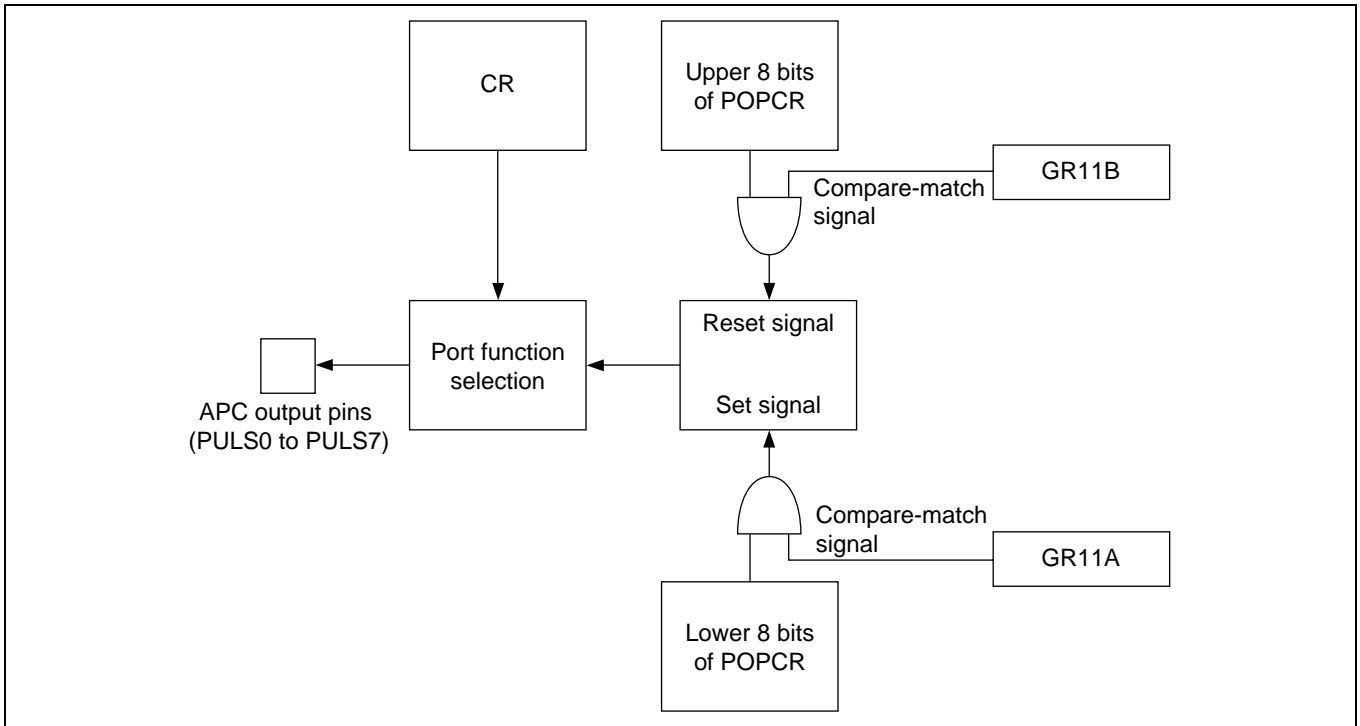 CR
Upper 8 bits
of POPCR
GR11B
Compare-match
signal
Reset signal
Port function
selection
Set signal
APC output pins
(PULS0 to PULS7)
Compare-match
signal
GR11A
Lower 8 bits
of POPCR